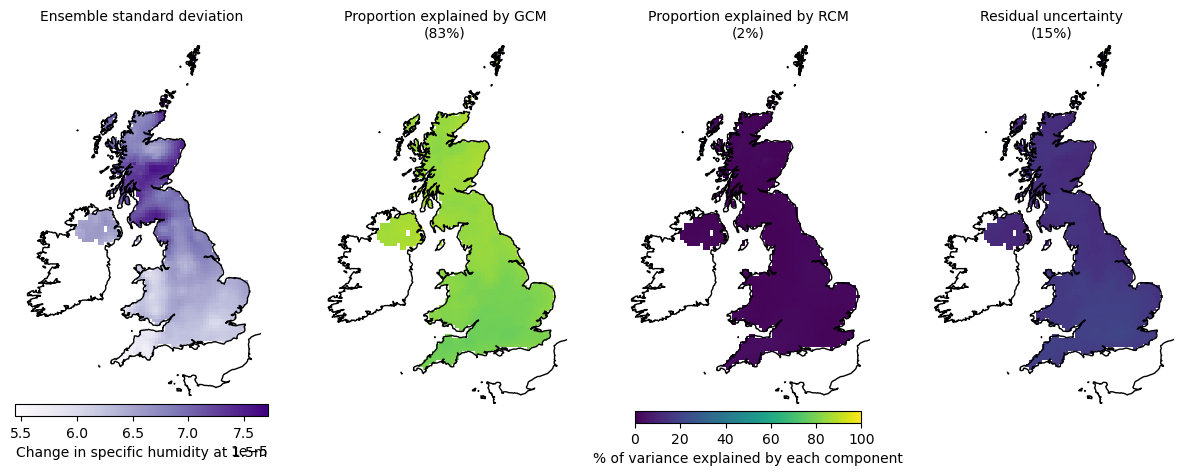 Ensemble standard deviation
Proportion explained by GCM
(83%)
Proportion explained by RCM
(2%)
Residual uncertainty
(15%)
5.5 6.0 6.5 7.0 7.5
Change in specific humidity at 1.5m
1e−5
0 20 40 60 80 100
% of variance explained by each component